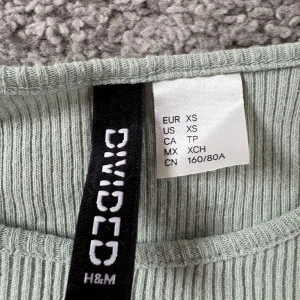 DIVIDED
H&M
EUR XS
US XS
CA TP
MX XCH
CN 160/80A